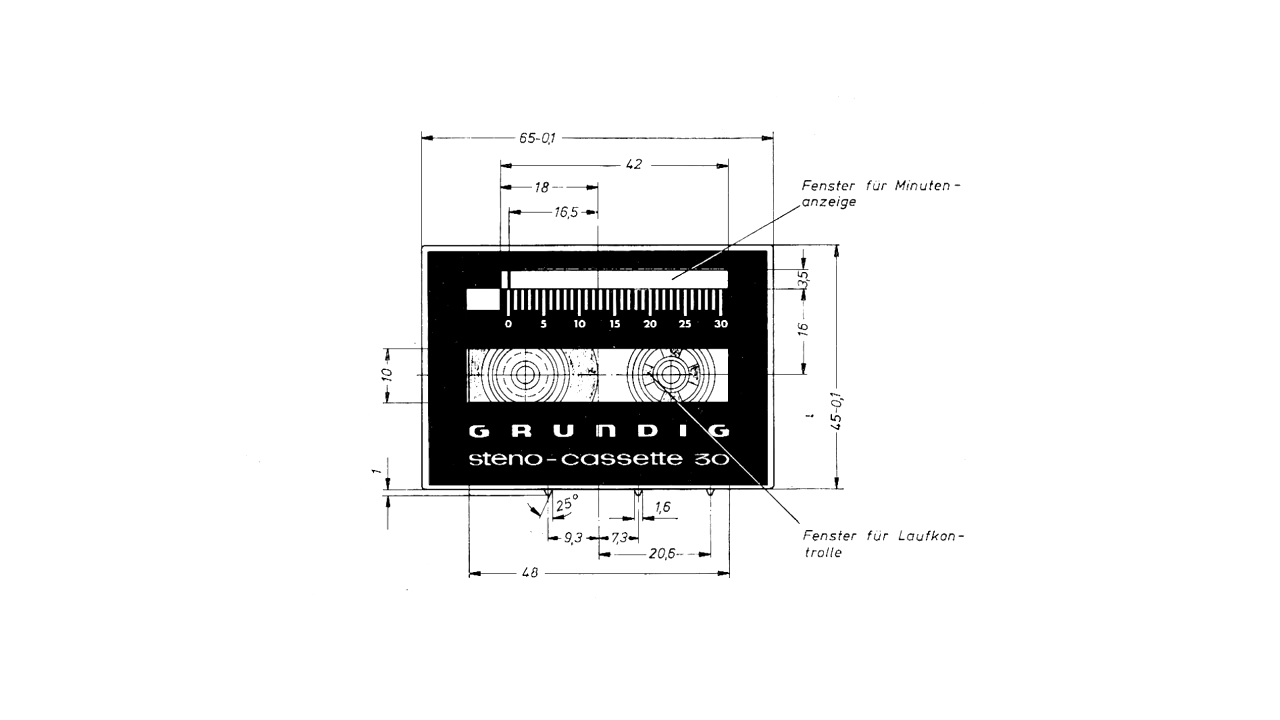 65-0,1
42
18
16,5
Fenster für Minuten-
anzeige
3,5
0 5 10 15 20 25 30
16
10
45-0,1
GRUNDIG
steno-cassette 30
1
25°
1,6
9,3
7,3
20,6
48
Fenster für Laufkon-
trolle